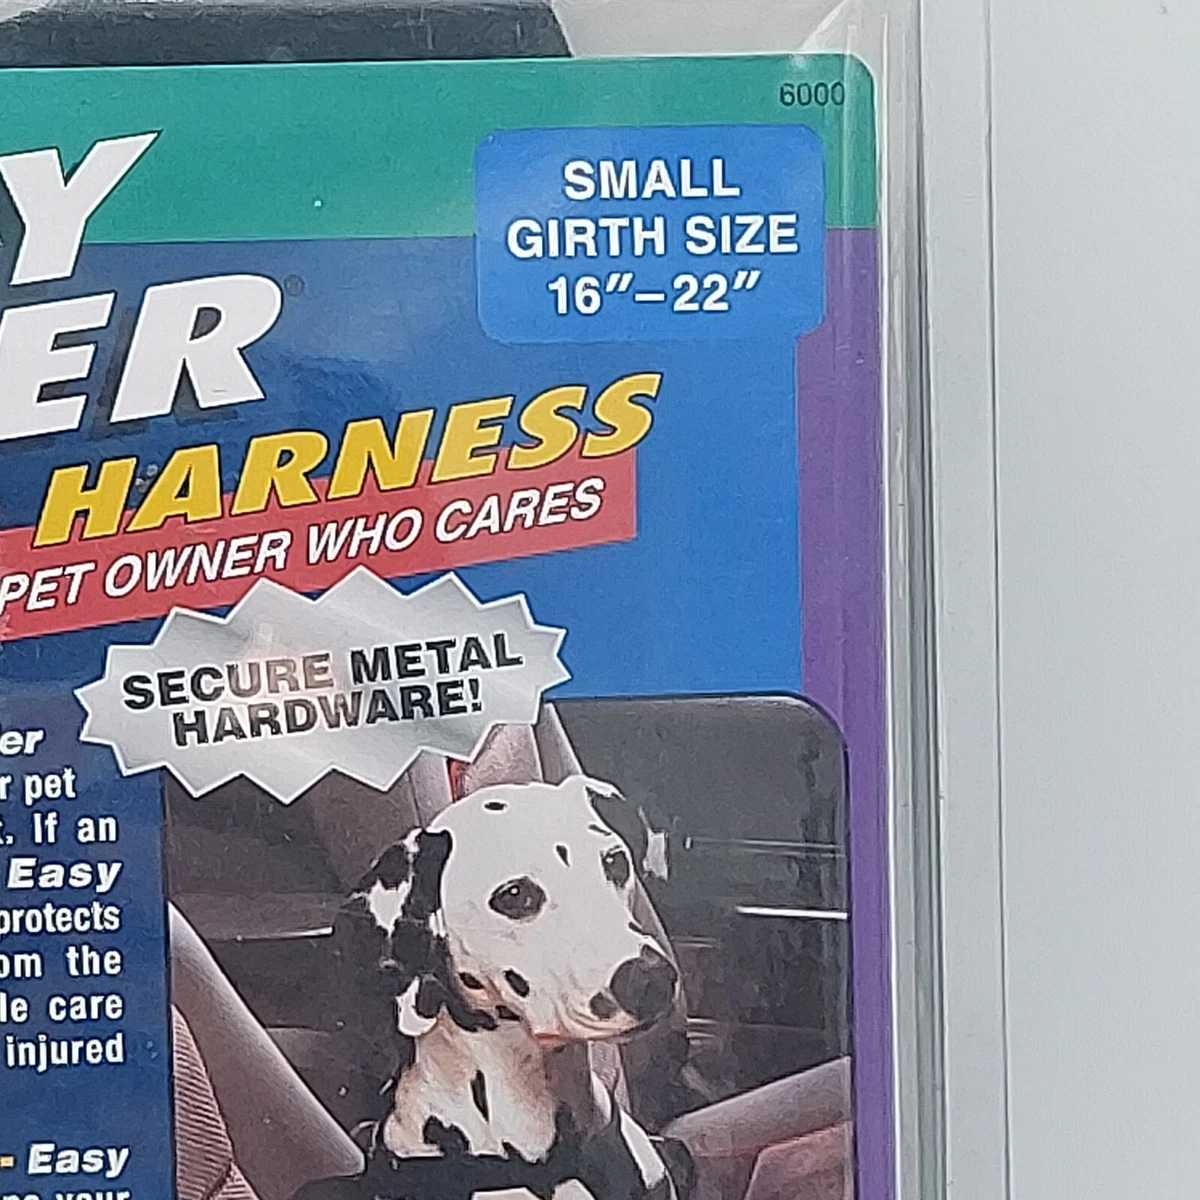 6000
SMALL
GIRTH SIZE
16”–22”
Y
ER®
HARNESS
PET OWNER WHO CARES
SECURE METAL
HARDWARE!
er
r pet
. If an
Easy
protects
om the
le care
injured
- Easy
your